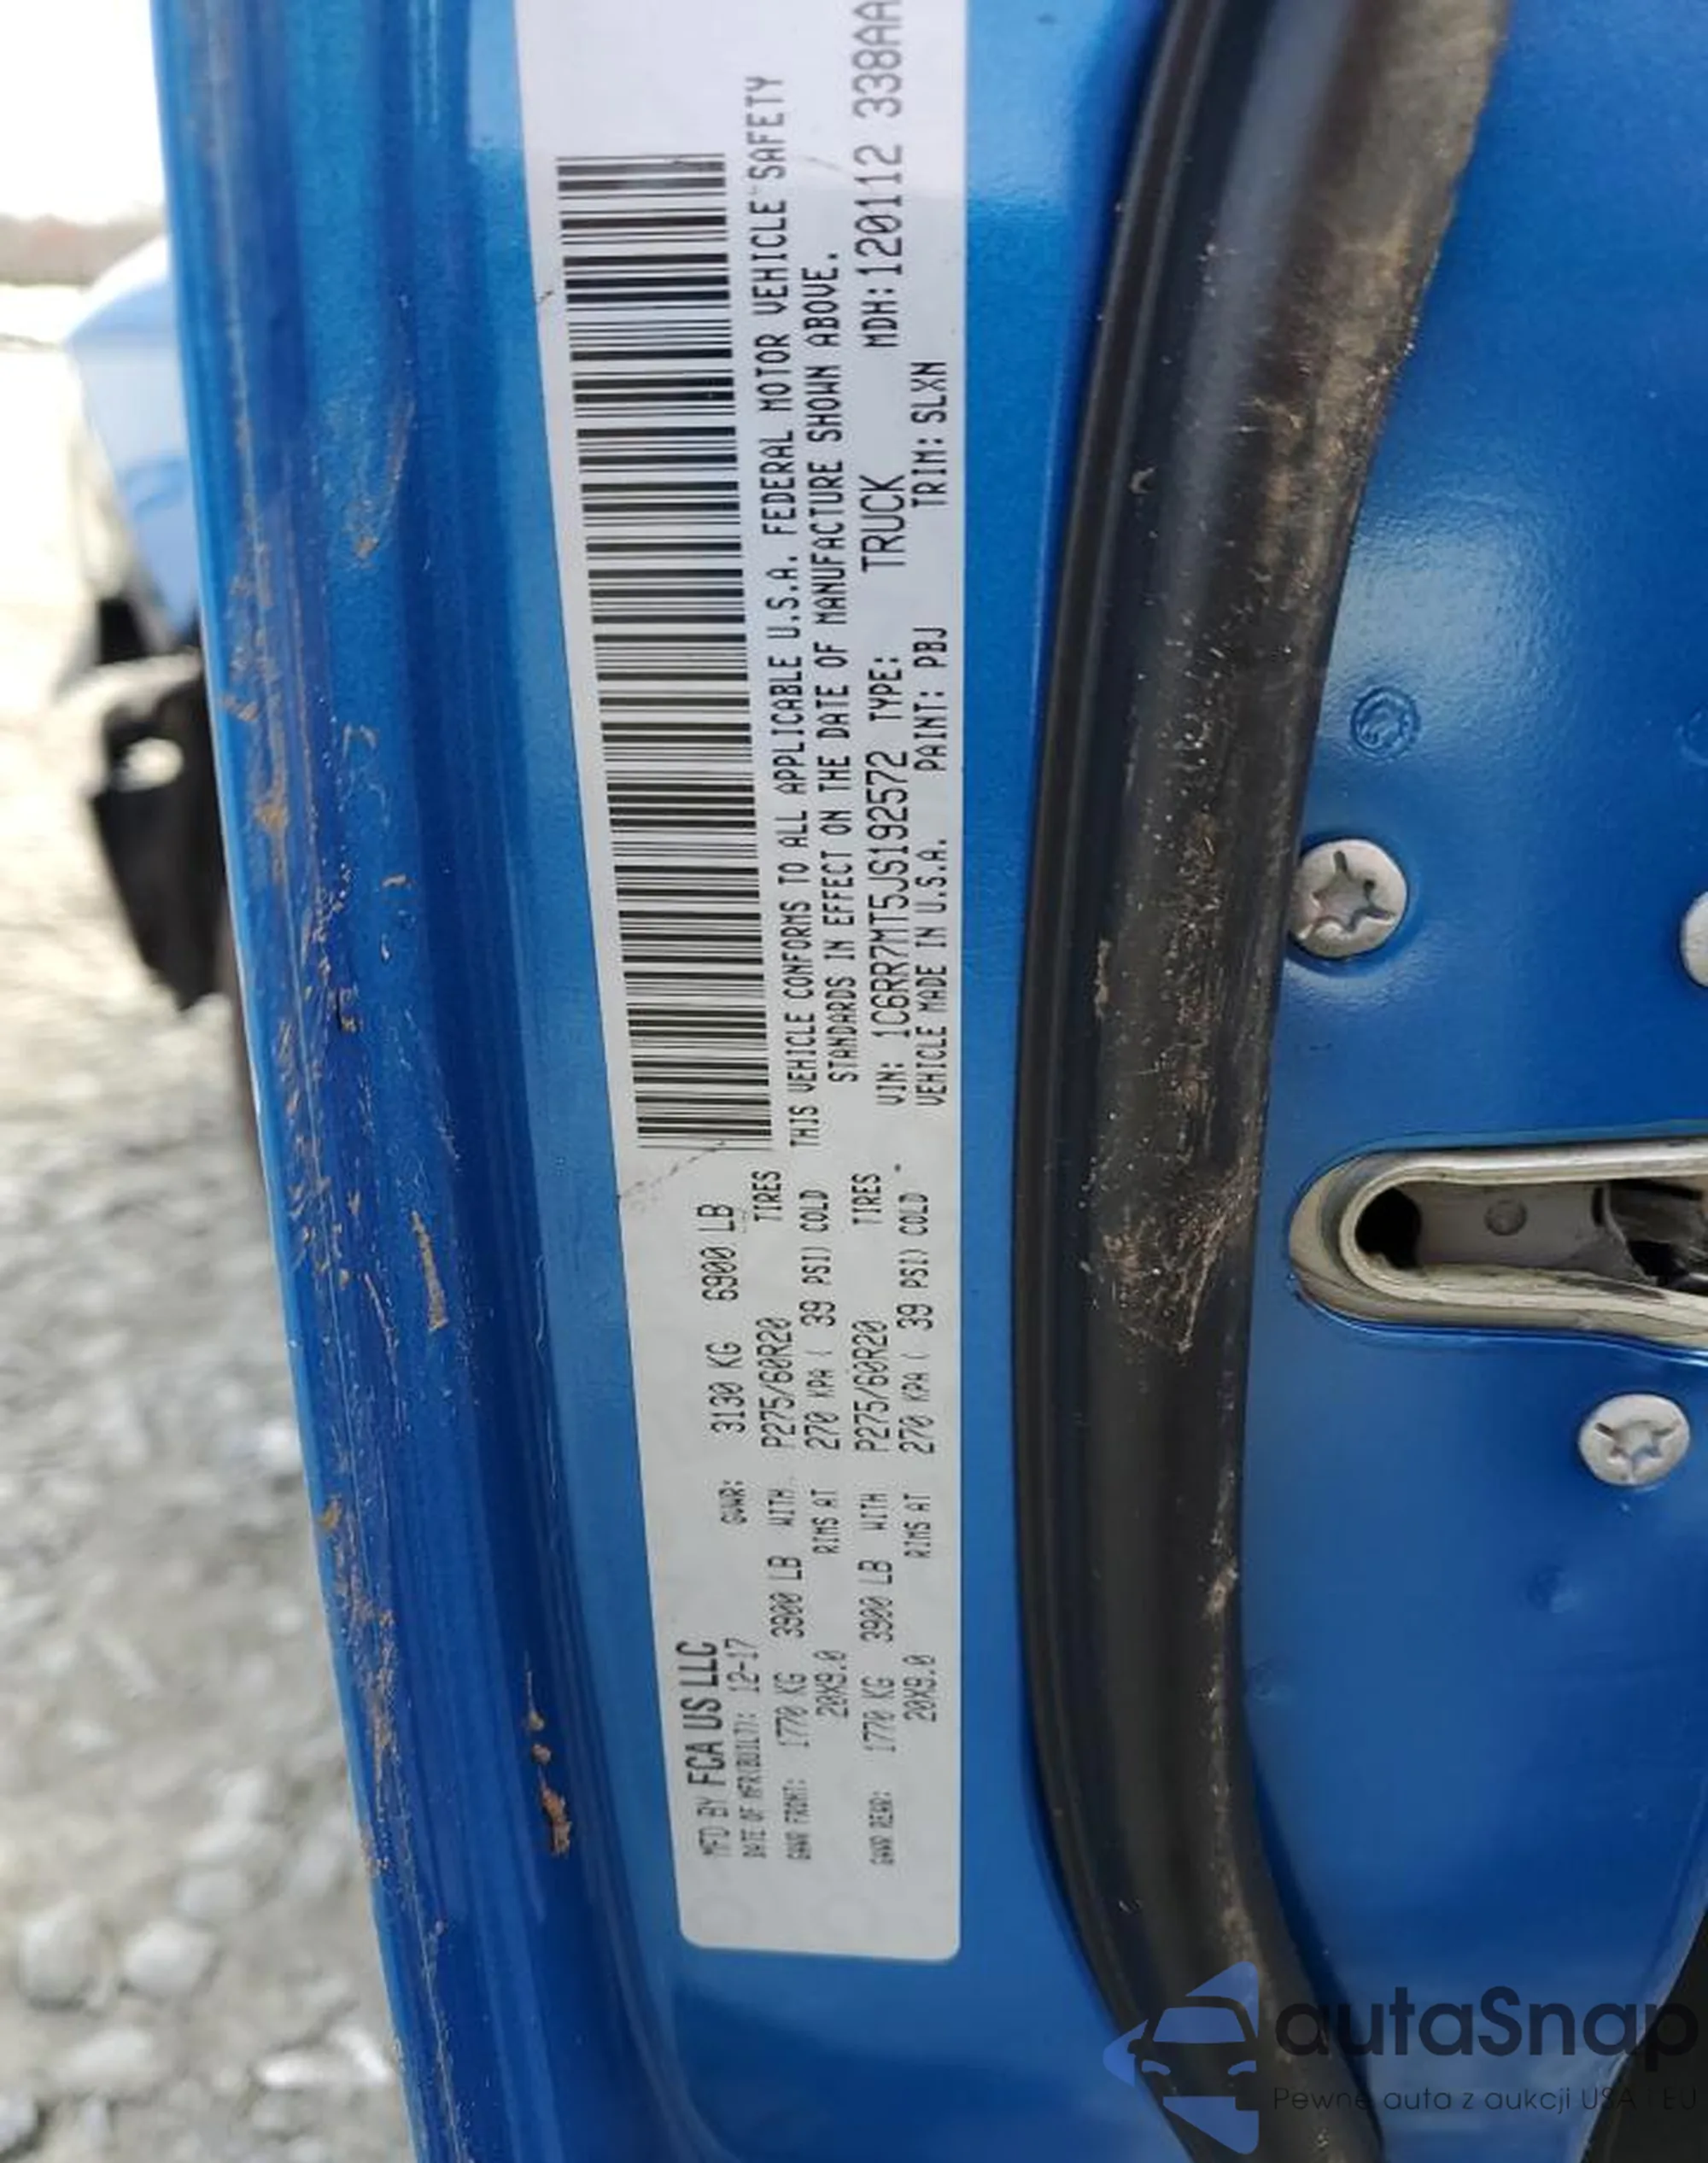 MFD BY FCA US LLC
DATE OF MFR(BUILT): 12-17 GVWR: 3130 KG 6900 LB
GAWR FRONT: 1770 KG 3900 LB WITH P275/60R20 TIRES
20X9.0 RIMS AT 270 KPA ( 39 PSI) COLD
GAWR REAR: 1770 KG 3900 LB WITH P275/60R20 TIRES
20X9.0 RIMS AT 270 KPA ( 39 PSI) COLD
THIS VEHICLE CONFORMS TO ALL APPLICABLE U.S.A. FEDERAL MOTOR VEHICLE SAFETY
STANDARDS IN EFFECT ON THE DATE OF MANUFACTURE SHOWN ABOVE.
VIN: 1C6RR7MT5JS192572 TYPE: TRUCK MDH:120112 338AA
VEHICLE MADE IN U.S.A. PAINT: PBJ TRIM: SLXN
autaSnap
Pewne auta z aukcji USA i EU